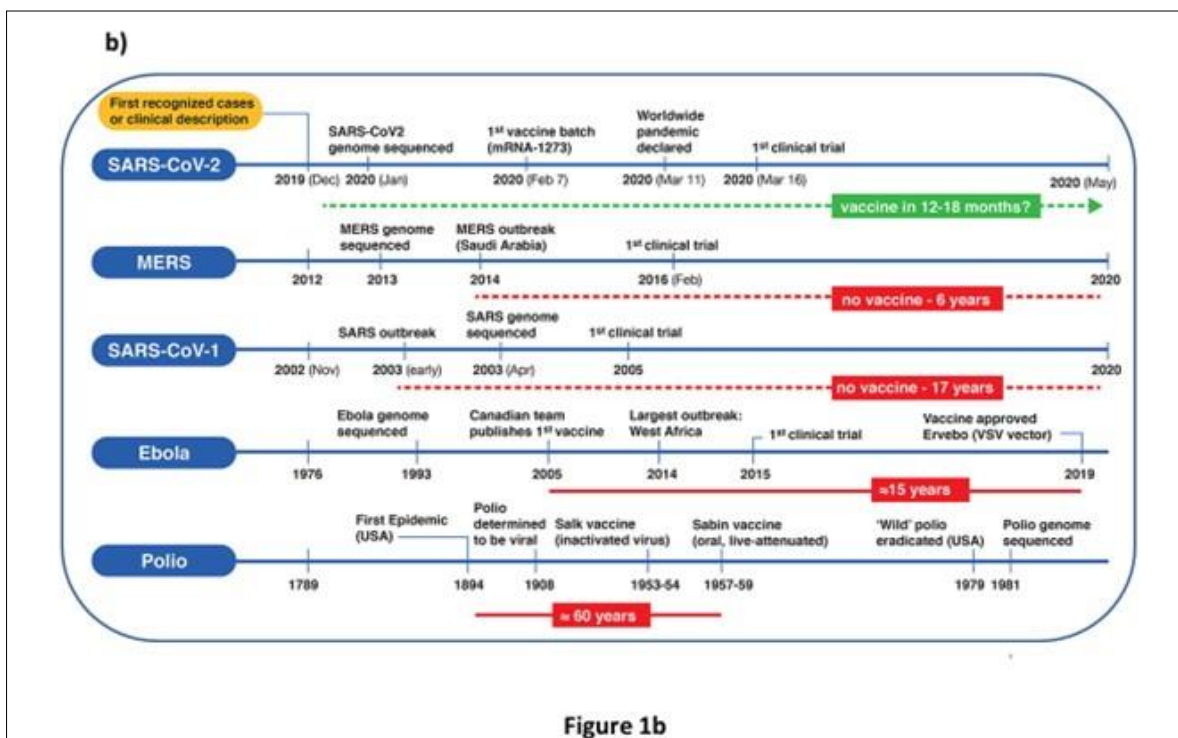 b)
First recognized cases
or clinical description
SARS-CoV-2
SARS-CoV2
genome sequenced
1st vaccine batch
(mRNA-1273)
Worldwide
pandemic
declared
1st clinical trial
2019 (Dec)
2020 (Jan)
2020 (Feb 7)
2020 (Mar 11)
2020 (Mar 16)
2020 (May)
vaccine in 12-18 months?
MERS
MERS genome
sequenced
MERS outbreak
(Saudi Arabia)
1st clinical trial
2012
2013
2014
2016 (Feb)
2020
no vaccine - 6 years
SARS-CoV-1
SARS outbreak
SARS genome
sequenced
1st clinical trial
2002 (Nov)
2003 (early)
2003 (Apr)
2005
2020
no vaccine - 17 years
Ebola
Ebola genome
sequenced
Canadian team
publishes 1st vaccine
Largest outbreak:
West Africa
1st clinical trial
Vaccine approved
Ervebo (VSV vector)
1976
1993
2005
2014
2015
2019
≈15 years
Polio
First Epidemic
(USA)
Polio
determined
to be viral
Salk vaccine
(inactivated virus)
Sabin vaccine
(oral, live-attenuated)
'Wild' polio
eradicated (USA)
Polio genome
sequenced
1789
1894
1908
1953-54
1957-59
1979
1981
≈ 60 years
Figure 1b